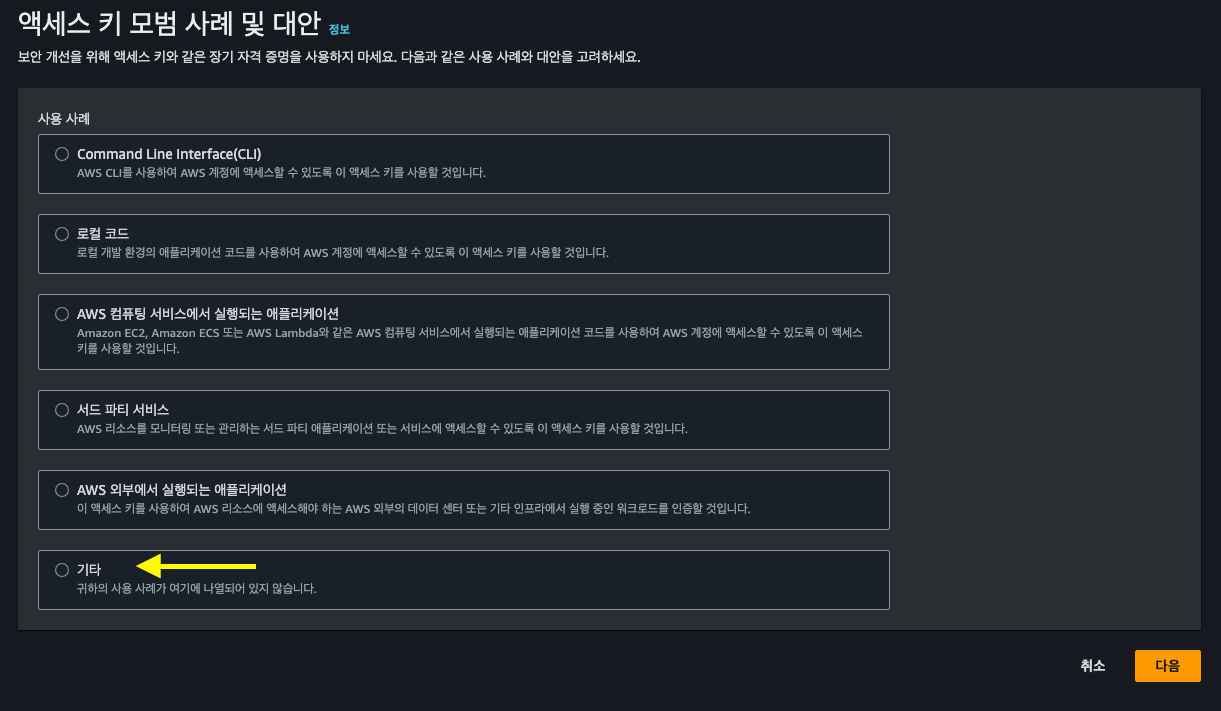 액세스 키 모범 사례 및 대안 정보
보안 개선을 위해 액세스 키와 같은 장기 자격 증명을 사용하지 마세요. 다음과 같은 사용 사례와 대안을 고려하세요.
사용 사례
Command Line Interface(CLI)
AWS CLI를 사용하여 AWS 계정에 액세스할 수 있도록 이 액세스 키를 사용할 것입니다.
로컬 코드
로컬 개발 환경의 애플리케이션 코드를 사용하여 AWS 계정에 액세스할 수 있도록 이 액세스 키를 사용할 것입니다.
AWS 컴퓨팅 서비스에서 실행되는 애플리케이션
Amazon EC2, Amazon ECS 또는 AWS Lambda와 같은 AWS 컴퓨팅 서비스에서 실행되는 애플리케이션 코드를 사용하여 AWS 계정에 액세스할 수 있도록 이 액세스
키를 사용할 것입니다.
서드 파티 서비스
AWS 리소스를 모니터링 또는 관리하는 서드 파티 애플리케이션 또는 서비스에 액세스할 수 있도록 이 액세스 키를 사용할 것입니다.
AWS 외부에서 실행되는 애플리케이션
이 액세스 키를 사용하여 AWS 리소스에 액세스해야 하는 AWS 외부의 데이터 센터 또는 기타 인프라에서 실행 중인 워크로드를 인증할 것입니다.
기타
귀하의 사용 사례가 여기에 나열되어 있지 않습니다.
취소
다음